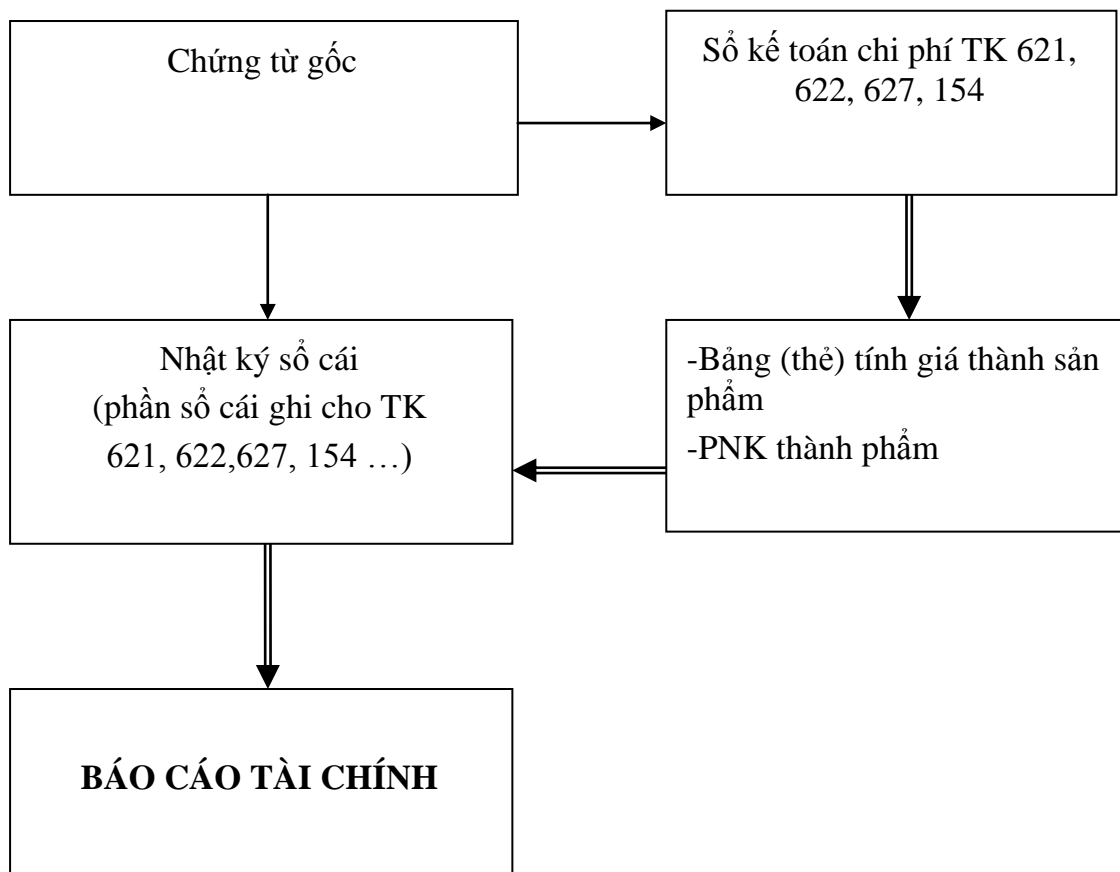 Chứng từ gốc
Sổ kế toán chi phí TK 621,
622, 627, 154
Nhật ký sổ cái
(phần sổ cái ghi cho TK
621, 622,627, 154 …)
-Bảng (thẻ) tính giá thành sản
phẩm
-PNK thành phẩm
BÁO CÁO TÀI CHÍNH